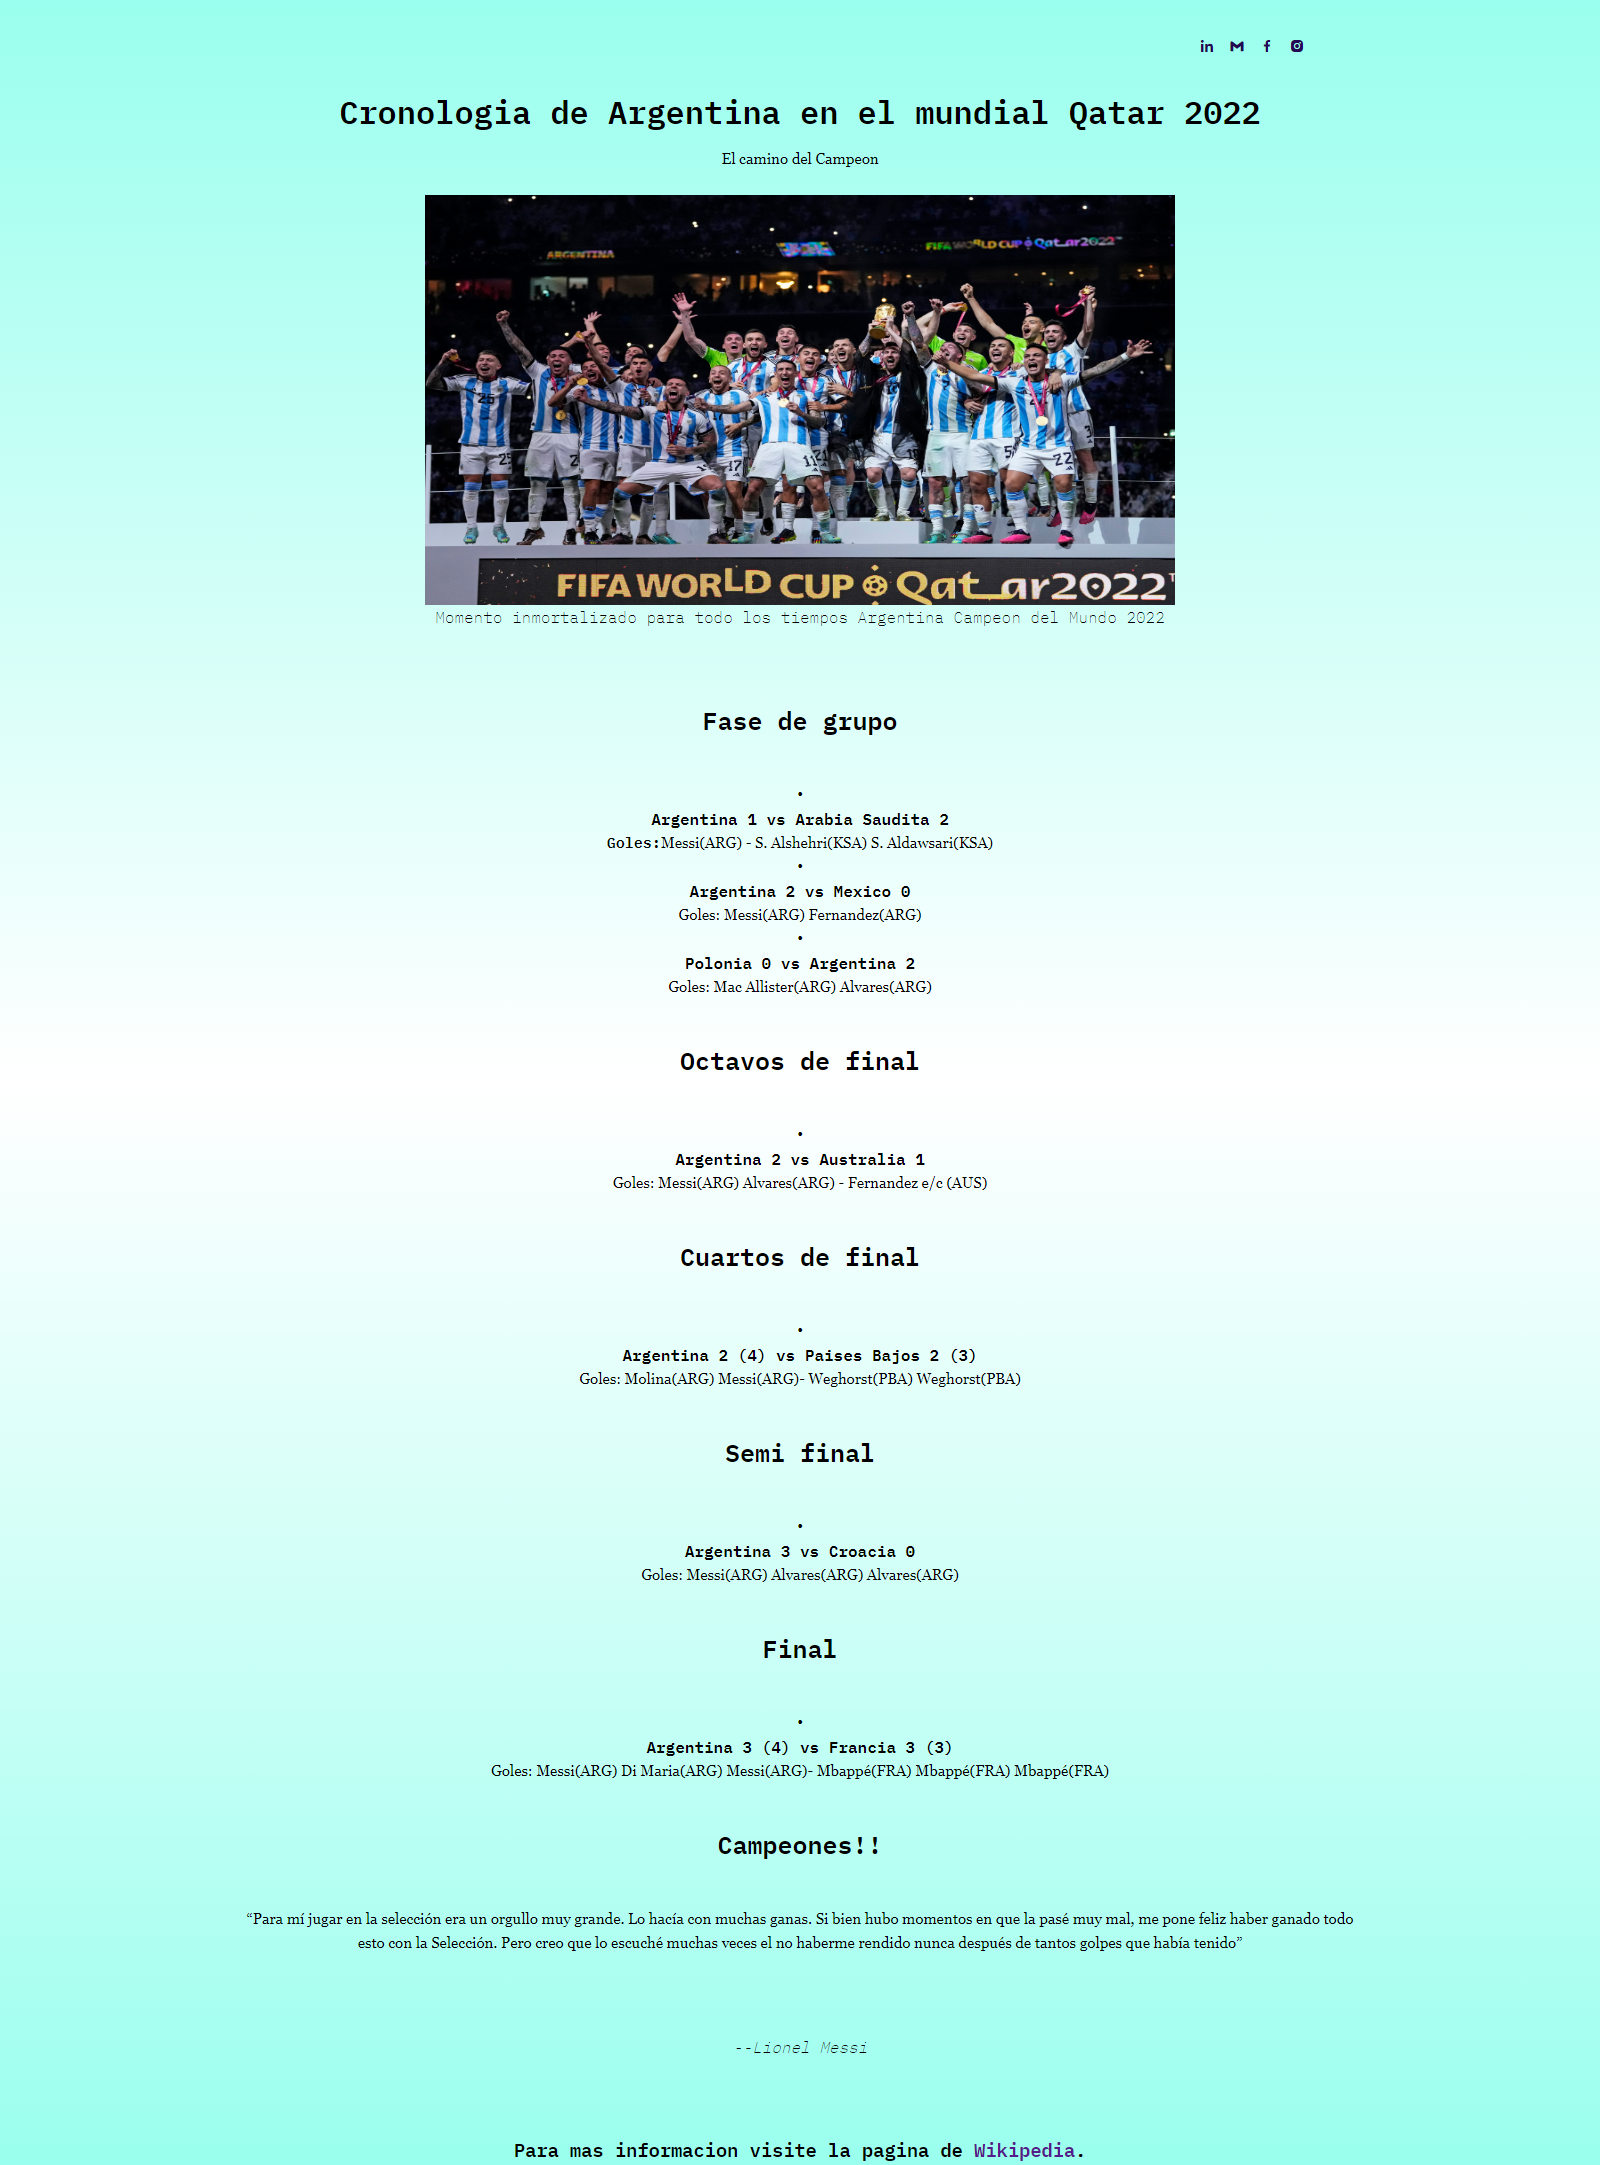 Cronologia de Argentina en el mundial Qatar 2022
El camino del Campeon
ARGENTINA
FIFA WORLD CUP Qatar2022
FIFA WORLD CUP Qatar2022
Momento inmortalizado para todo los tiempos Argentina Campeon del Mundo 2022
Fase de grupo
•
Argentina 1 vs Arabia Saudita 2
Goles:Messi(ARG) - S. Alshehri(KSA) S. Aldawsari(KSA)
•
Argentina 2 vs Mexico 0
Goles: Messi(ARG) Fernandez(ARG)
•
Polonia 0 vs Argentina 2
Goles: Mac Allister(ARG) Alvares(ARG)
Octavos de final
•
Argentina 2 vs Australia 1
Goles: Messi(ARG) Alvares(ARG) - Fernandez e/c (AUS)
Cuartos de final
•
Argentina 2 (4) vs Paises Bajos 2 (3)
Goles: Molina(ARG) Messi(ARG)- Weghorst(PBA) Weghorst(PBA)
Semi final
•
Argentina 3 vs Croacia 0
Goles: Messi(ARG) Alvares(ARG) Alvares(ARG)
Final
•
Argentina 3 (4) vs Francia 3 (3)
Goles: Messi(ARG) Di Maria(ARG) Messi(ARG)- Mbappé(FRA) Mbappé(FRA) Mbappé(FRA)
Campeones!!
“Para mí jugar en la selección era un orgullo muy grande. Lo hacía con muchas ganas. Si bien hubo momentos en que la pasé muy mal, me pone feliz haber ganado todo
esto con la Selección. Pero creo que lo escuché muchas veces el no haberme rendido nunca después de tantos golpes que había tenido”
--Lionel Messi
Para mas informacion visite la pagina de Wikipedia.